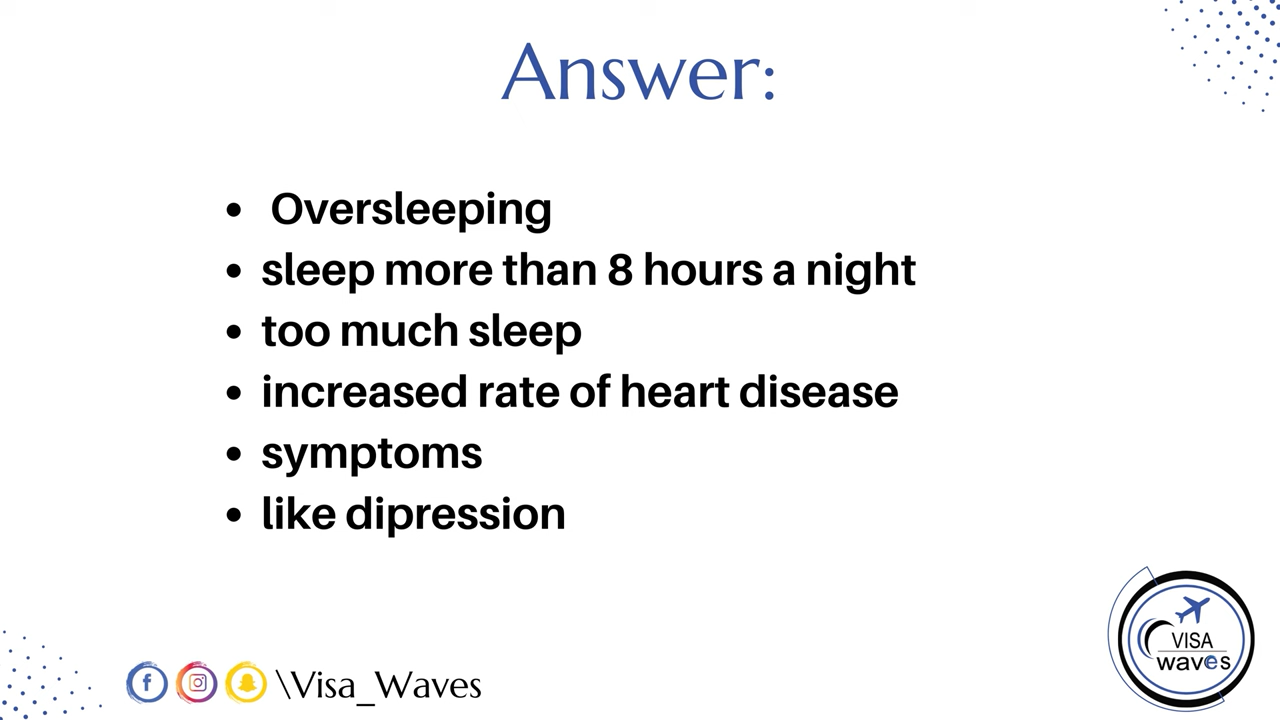 Answer:
• Oversleeping
• sleep more than 8 hours a night
• too much sleep
• increased rate of heart disease
• symptoms
• like dipression
\Visa_Waves
VISA
waves